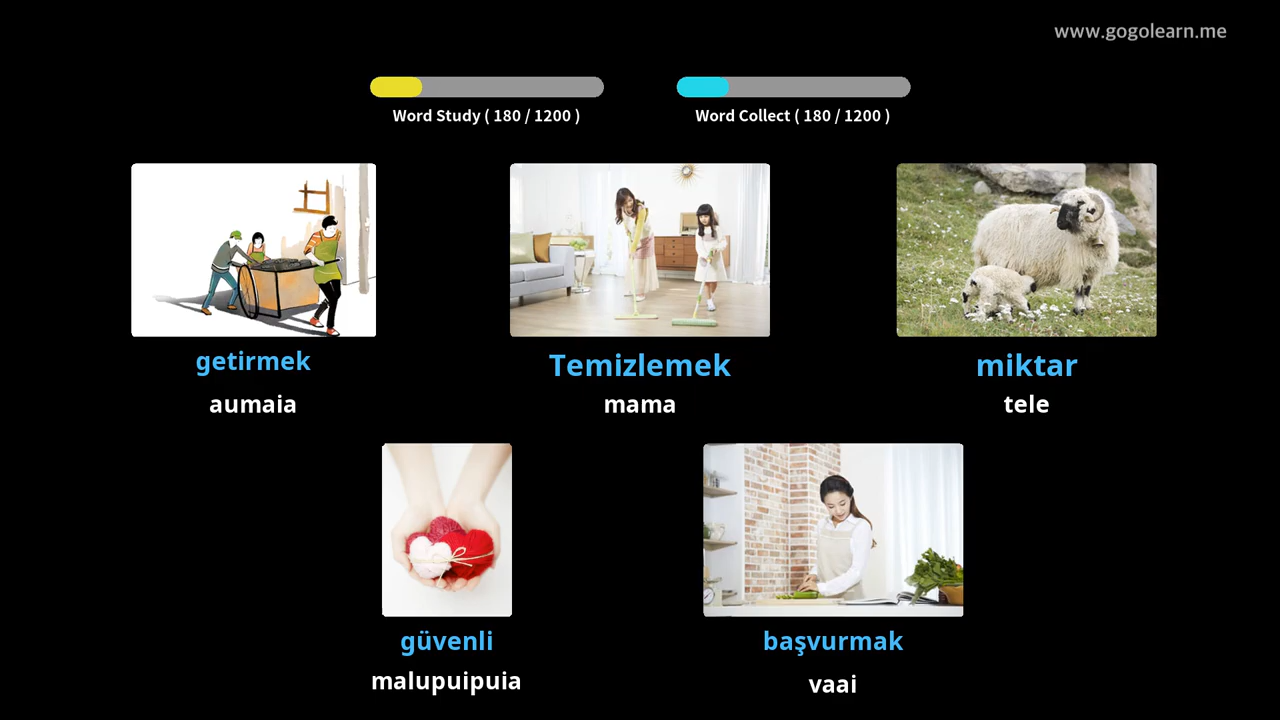 www.gogolearn.me
Word Study ( 180 / 1200 )
Word Collect ( 180 / 1200 )
getirmek
aumaia
Temizlemek
mama
miktar
tele
güvenli
malupuipuia
başvurmak
vaai